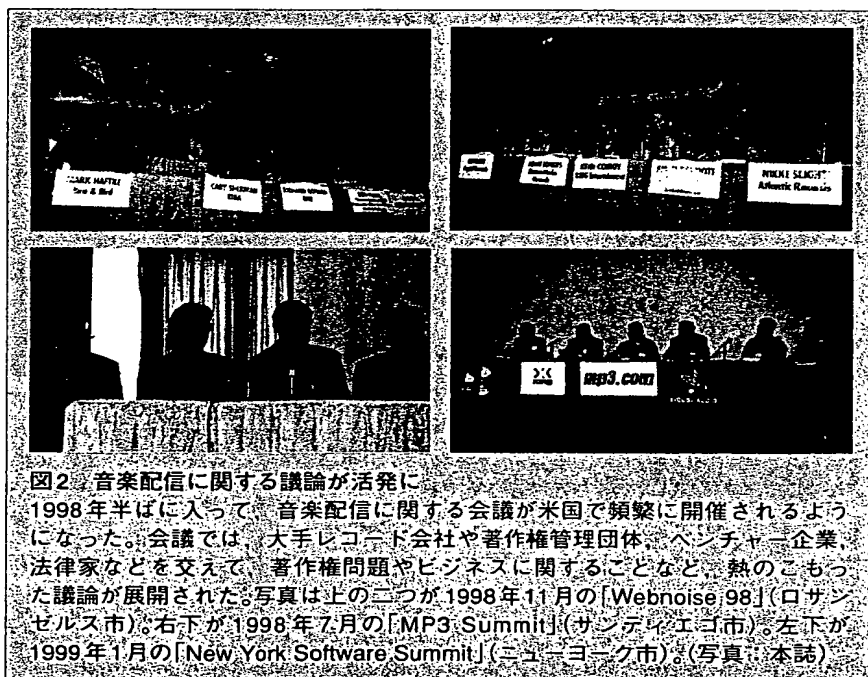 CARY SHERMAN
RIAA
NIKKE SLIGHT
Atlantic Records
mp3.com
図2 音楽配信に関する議論が活発に
1998年半ばに入って 音楽配信に関する会議が米国で頻繁に開催されるよう
になった。会議では 大手レコード会社や著作権管理団体，ベンチャー企業，
法律家などを交えて 著作権問題やビジネスに関することなど，熱のこもっ
た議論が展開された。写真は上の二つが1998年11月の「Webnoise 98」(ロサン
ゼルス市)。右下が1998年7月の「MP3 Summit」(サンディエゴ市)。左下が
1999年1月の「New York Software Summit」(ニューヨーク市)。(写真：本誌)